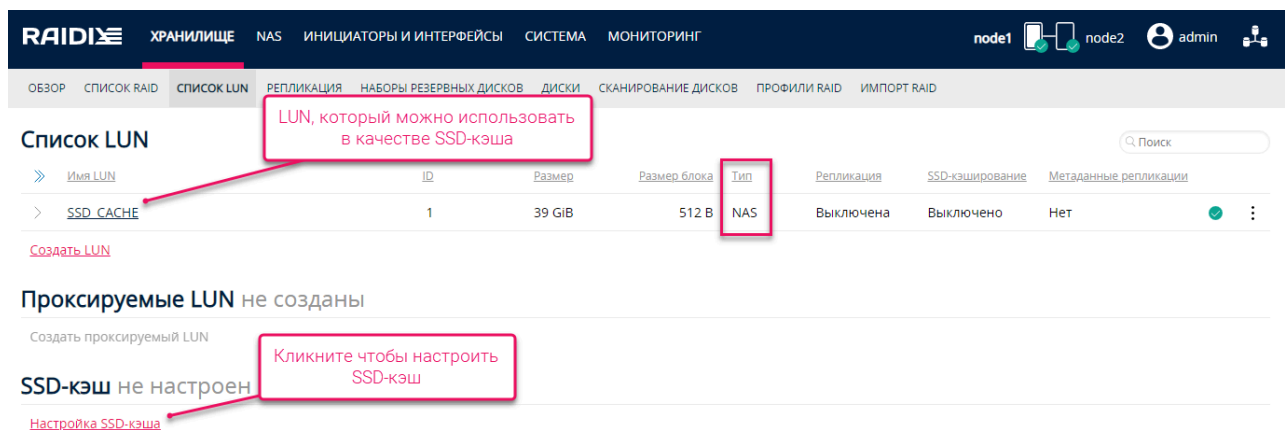 RAIDIX ХРАНИЛИЩЕ NAS ИНИЦИАТОРЫ И ИНТЕРФЕЙСЫ СИСТЕМА МОНИТОРИНГ node1 node2 admin
ОБЗОР СПИСОК RAID СПИСОК LUN РЕПЛИКАЦИЯ НАБОРЫ РЕЗЕРВНЫХ ДИСКОВ ДИСКИ СКАНИРОВАНИЕ ДИСКОВ ПРОФИЛИ RAID ИМПОРТ RAID
LUN, который можно использовать
в качестве SSD-кэша
Список LUN
Поиск
Имя LUN ID Размер Размер блока Тип Репликация SSD-кэширование Метаданные репликации
SSD_CACHE 1 39 GiB 512 B NAS Выключена Выключено Нет
Создать LUN
Проксируемые LUN не созданы
Создать проксируемый LUN
Кликните чтобы настроить
SSD-кэш
SSD-кэш не настроен
Настройка SSD-кэша